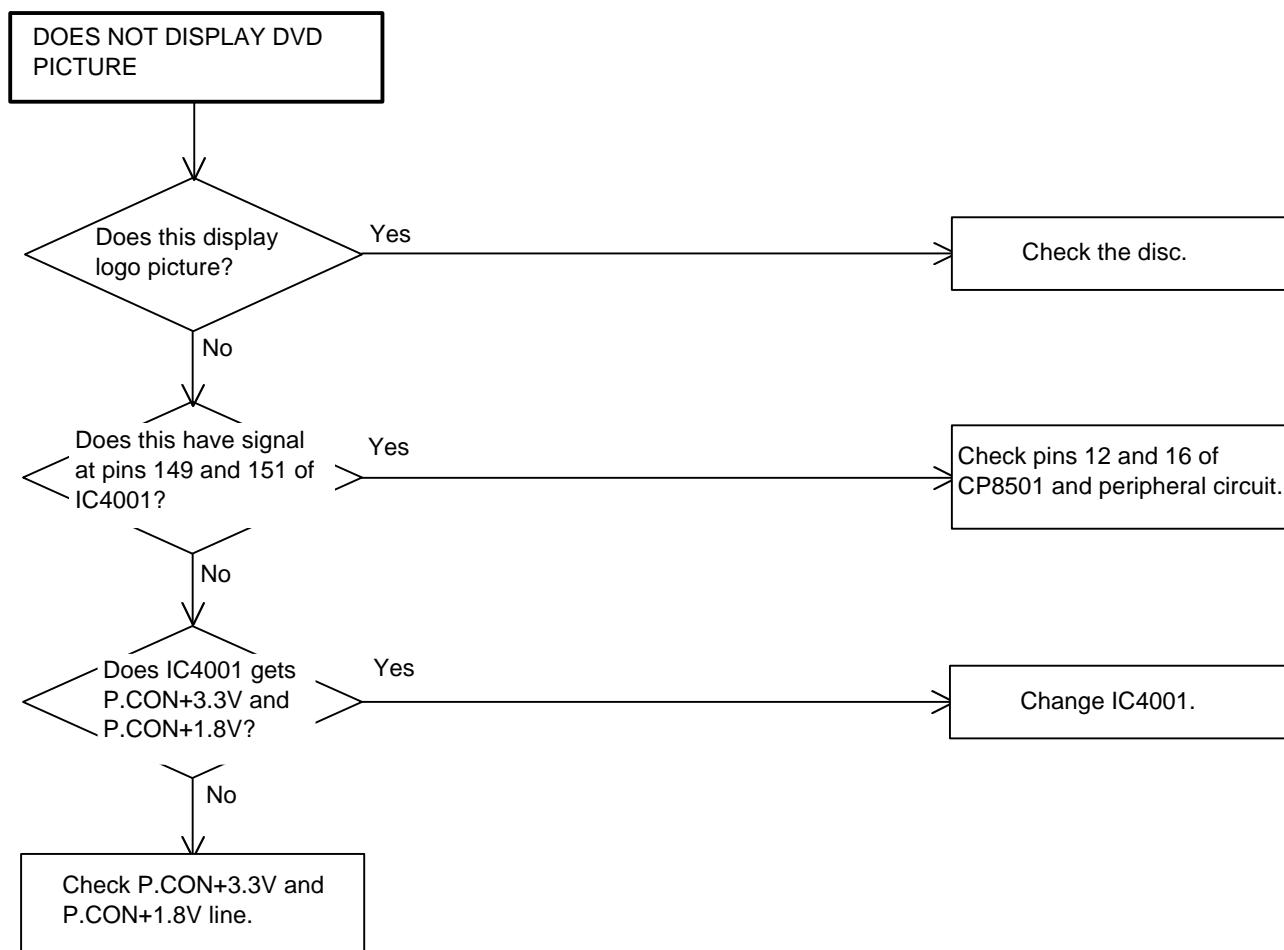 DOES NOT DISPLAY DVD
PICTURE
Does this display
logo picture?
Yes
Check the disc.
No
Does this have signal
at pins 149 and 151 of
IC4001?
Yes
Check pins 12 and 16 of
CP8501 and peripheral circuit.
No
Does IC4001 gets
P.CON+3.3V and
P.CON+1.8V?
Yes
Change IC4001.
No
Check P.CON+3.3V and
P.CON+1.8V line.